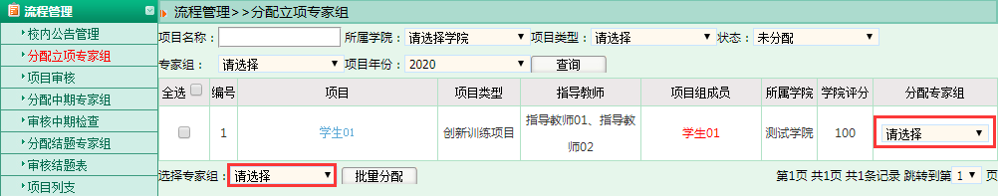 流程管理
校内公告管理
分配立项专家组
项目审核
分配中期专家组
审核中期检查
分配结题专家组
审核结题表
项目列支
流程管理>>分配立项专家组
项目名称： 所属学院：请选择学院 项目类型：请选择 状态：未分配
专家组： 请选择 项目年份：2020 查询
全选 编号 项目 项目类型 指导教师 项目组成员 所属学院 学院评分 分配专家组
1 学生01 创新训练项目 指导教师01、指导教师02 学生01 测试学院 100 请选择
选择专家组：请选择 批量分配 第1页 共1页 共1条记录 跳转到第1 页